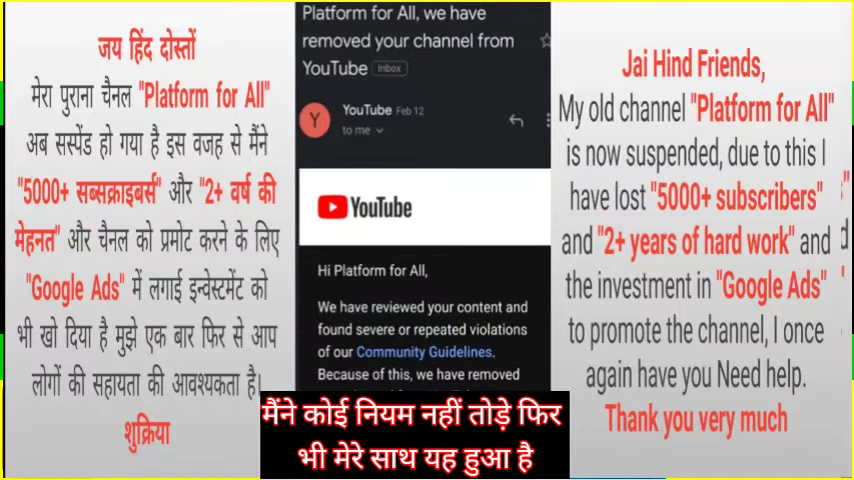 जय हिंद दोस्तों
मेरा पुराना चैनल "Platform for All"
अब सस्पेंड हो गया है इस वजह से मैंने
"5000+ सब्सक्राइबर्स" और "2+ वर्ष की
मेहनत" और चैनल को प्रमोट करने के लिए
"Google Ads" में लगाई इन्वेस्टमेंट को
भी खो दिया है मुझे एक बार फिर से आप
लोगों की सहायता की आवश्यकता है।
शुक्रिया
Platform for All, we have
removed your channel from
YouTube Inbox
Y
YouTube Feb 12
to me
YouTube
Hi Platform for All,
We have reviewed your content and
found severe or repeated violations
of our Community Guidelines.
Because of this, we have removed
मैंने कोई नियम नहीं तोड़े फिर
भी मेरे साथ यह हुआ है
Jai Hind Friends,
My old channel "Platform for All"
is now suspended, due to this I
have lost "5000+ subscribers"
and "2+ years of hard work" and
the investment in "Google Ads"
to promote the channel, I once
again have you Need help.
Thank you very much